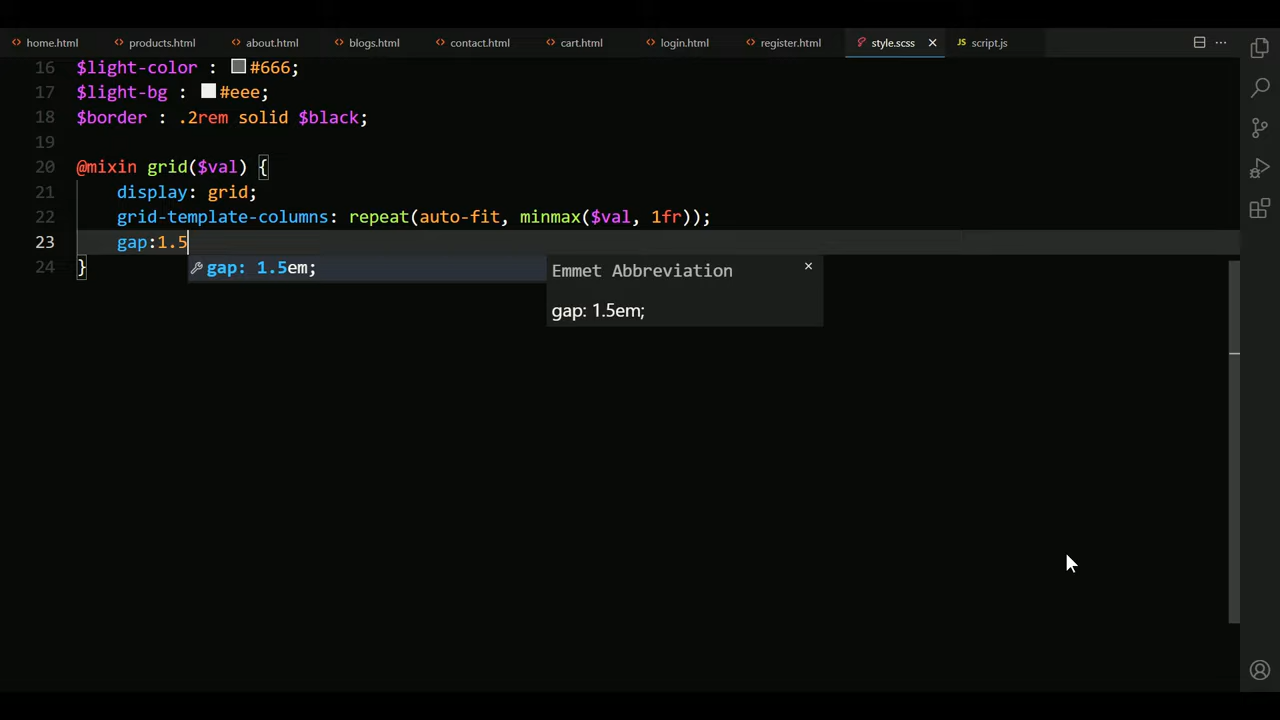 home.html products.html about.html blogs.html contact.html cart.html login.html register.html style.scss JS script.js
16 $light-color : #666;
17 $light-bg : #eee;
18 $border : .2rem solid $black;
19
20 @mixin grid($val) {
21 display: grid;
22 grid-template-columns: repeat(auto-fit, minmax($val, 1fr));
23 gap:1.5
24 }
gap: 1.5em;
Emmet Abbreviation
gap: 1.5em;